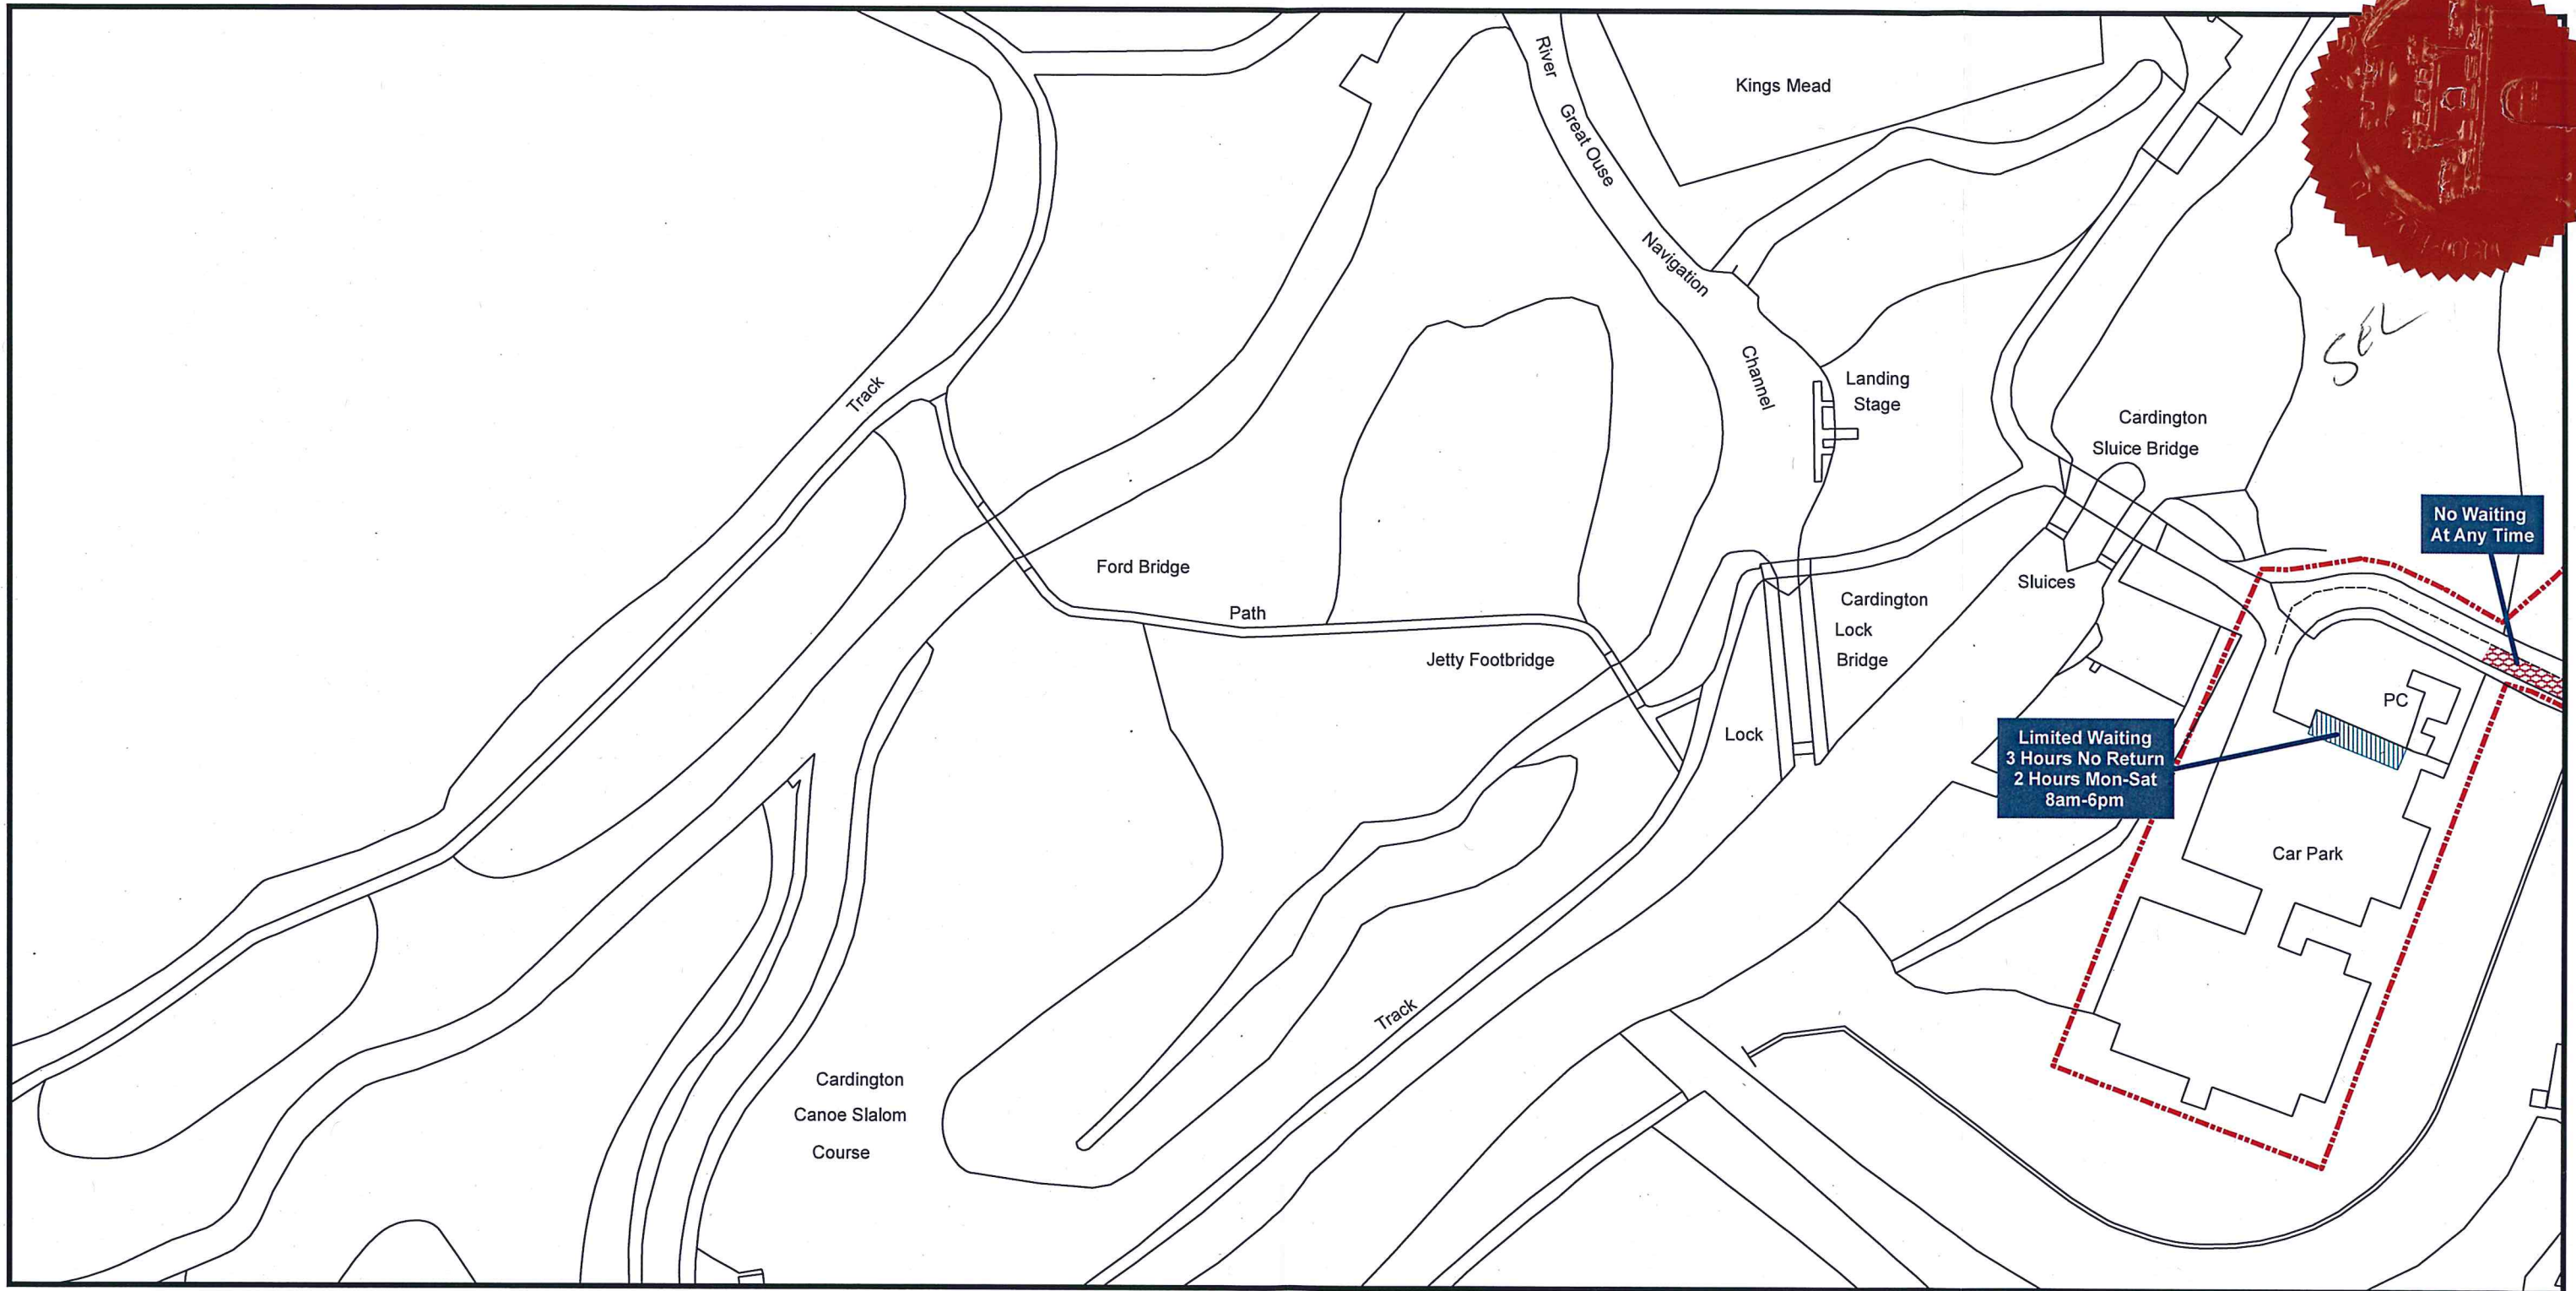 River
Great Ouse
Navigation
Channel
Kings Mead
Landing
Stage
Track
Cardington
Sluice Bridge
No Waiting
At Any Time
Ford Bridge
Path
Sluices
Cardington
Lock
Bridge
Jetty Footbridge
PC
Lock
Limited Waiting
3 Hours No Return
2 Hours Mon-Sat
8am-6pm
Car Park
Track
Cardington
Canoe Slalom
Course